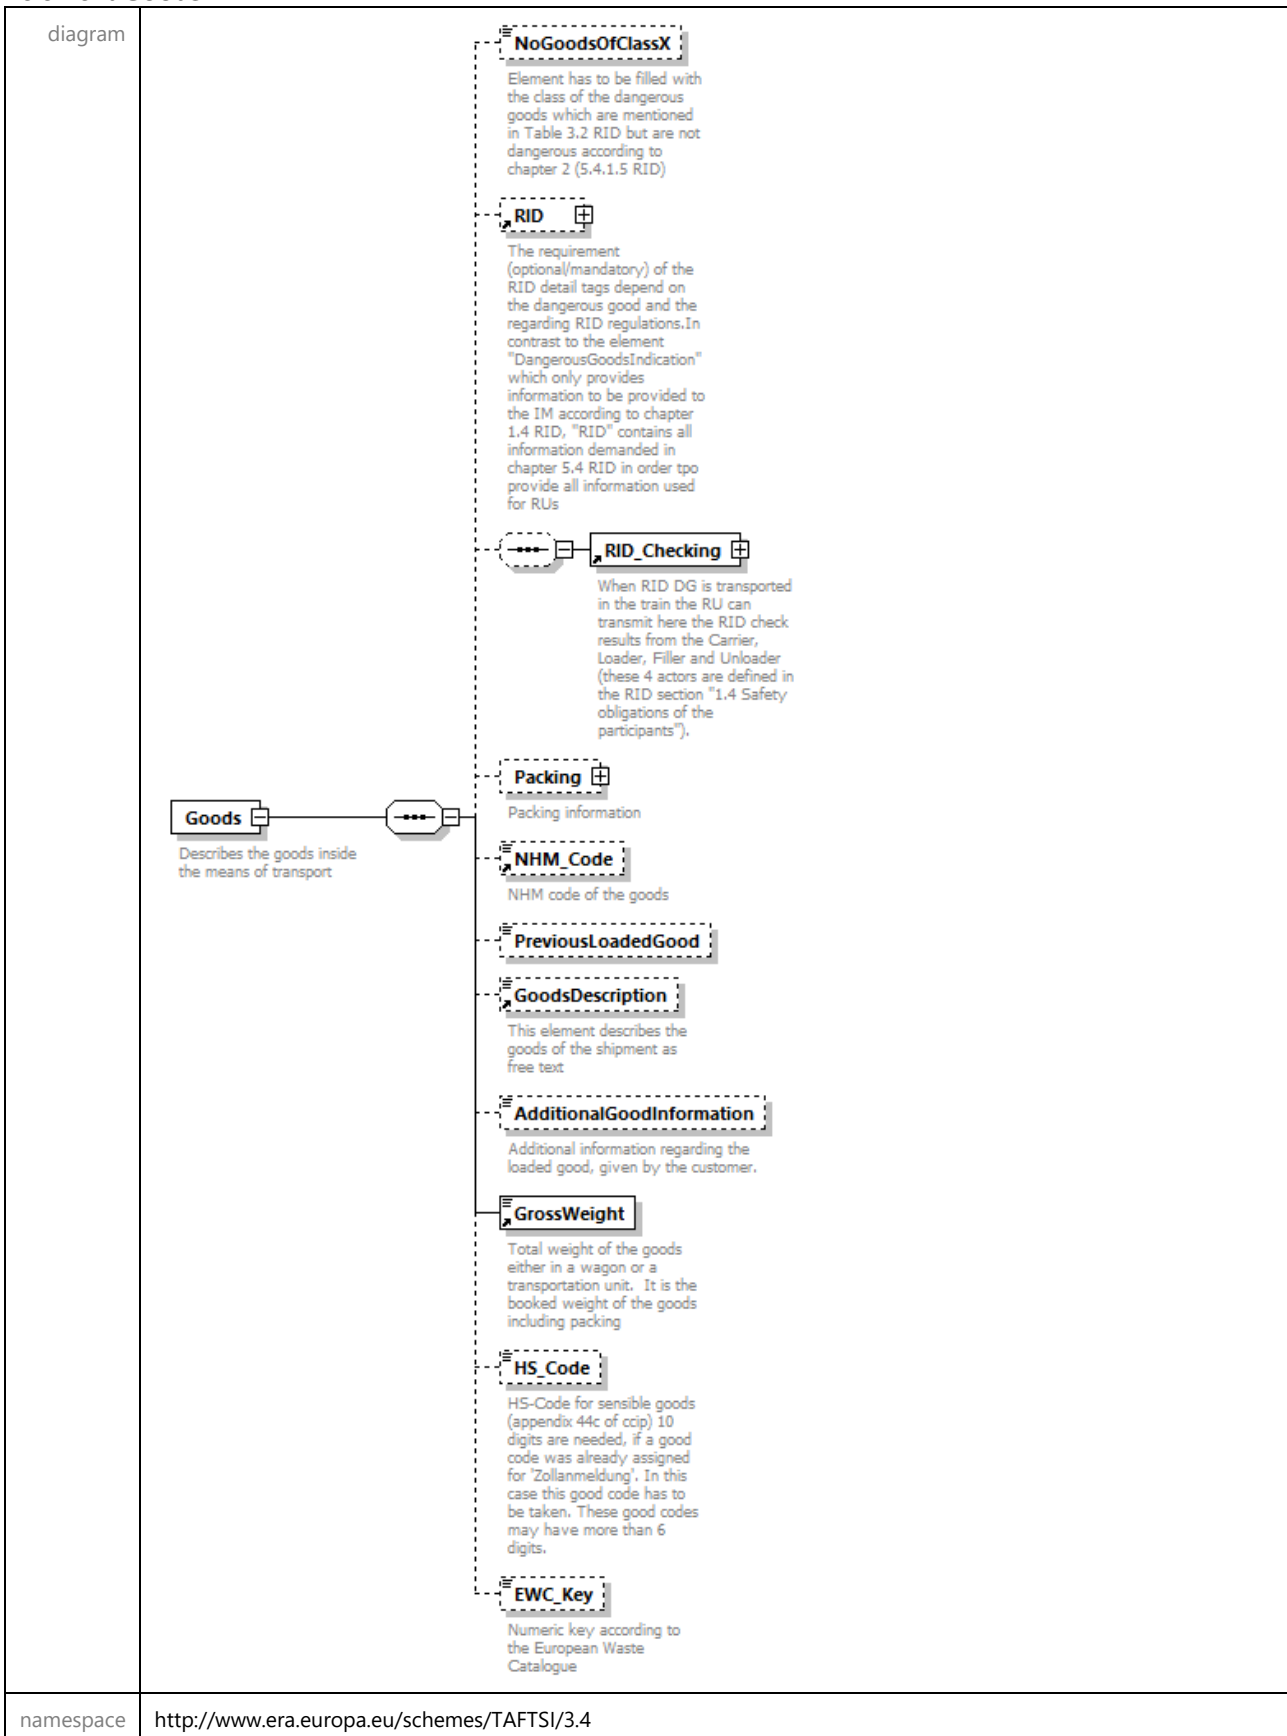 diagram
NoGoodsOfClassX
Element has to be filled with
the class of the dangerous
goods which are mentioned
in Table 3.2 RID but are not
dangerous according to
chapter 2 (5.4.1.5 RID)
RID
The requirement
(optional/mandatory) of the
RID detail tags depend on
the dangerous good and the
regarding RID regulations.In
contrast to the element
"DangerousGoodsIndication"
which only provides
information to be provided to
the IM according to chapter
1.4 RID, "RID" contains all
information demanded in
chapter 5.4 RID in order tpo
provide all information used
for RUs
RID_Checking
When RID DG is transported
in the train the RU can
transmit here the RID check
results from the Carrier,
Loader, Filler and Unloader
(these 4 actors are defined in
the RID section "1.4 Safety
obligations of the
participants").
Packing
Packing information
Goods
Describes the goods inside
the means of transport
NHM_Code
NHM code of the goods
PreviousLoadedGood
GoodsDescription
This element describes the
goods of the shipment as
free text
AdditionalGoodInformation
Additional information regarding the
loaded good, given by the customer.
GrossWeight
Total weight of the goods
either in a wagon or a
transportation unit.  It is the
booked weight of the goods
including packing
HS_Code
HS-Code for sensible goods
(appendix 44c of ccip) 10
digits are needed, if a good
code was already assigned
for 'Zollanmeldung'. In this
case this good code has to
be taken. These good codes
may have more than 6
digits.
EWC_Key
Numeric key according to
the European Waste
Catalogue
namespace
http://www.era.europa.eu/schemes/TAFTSI/3.4